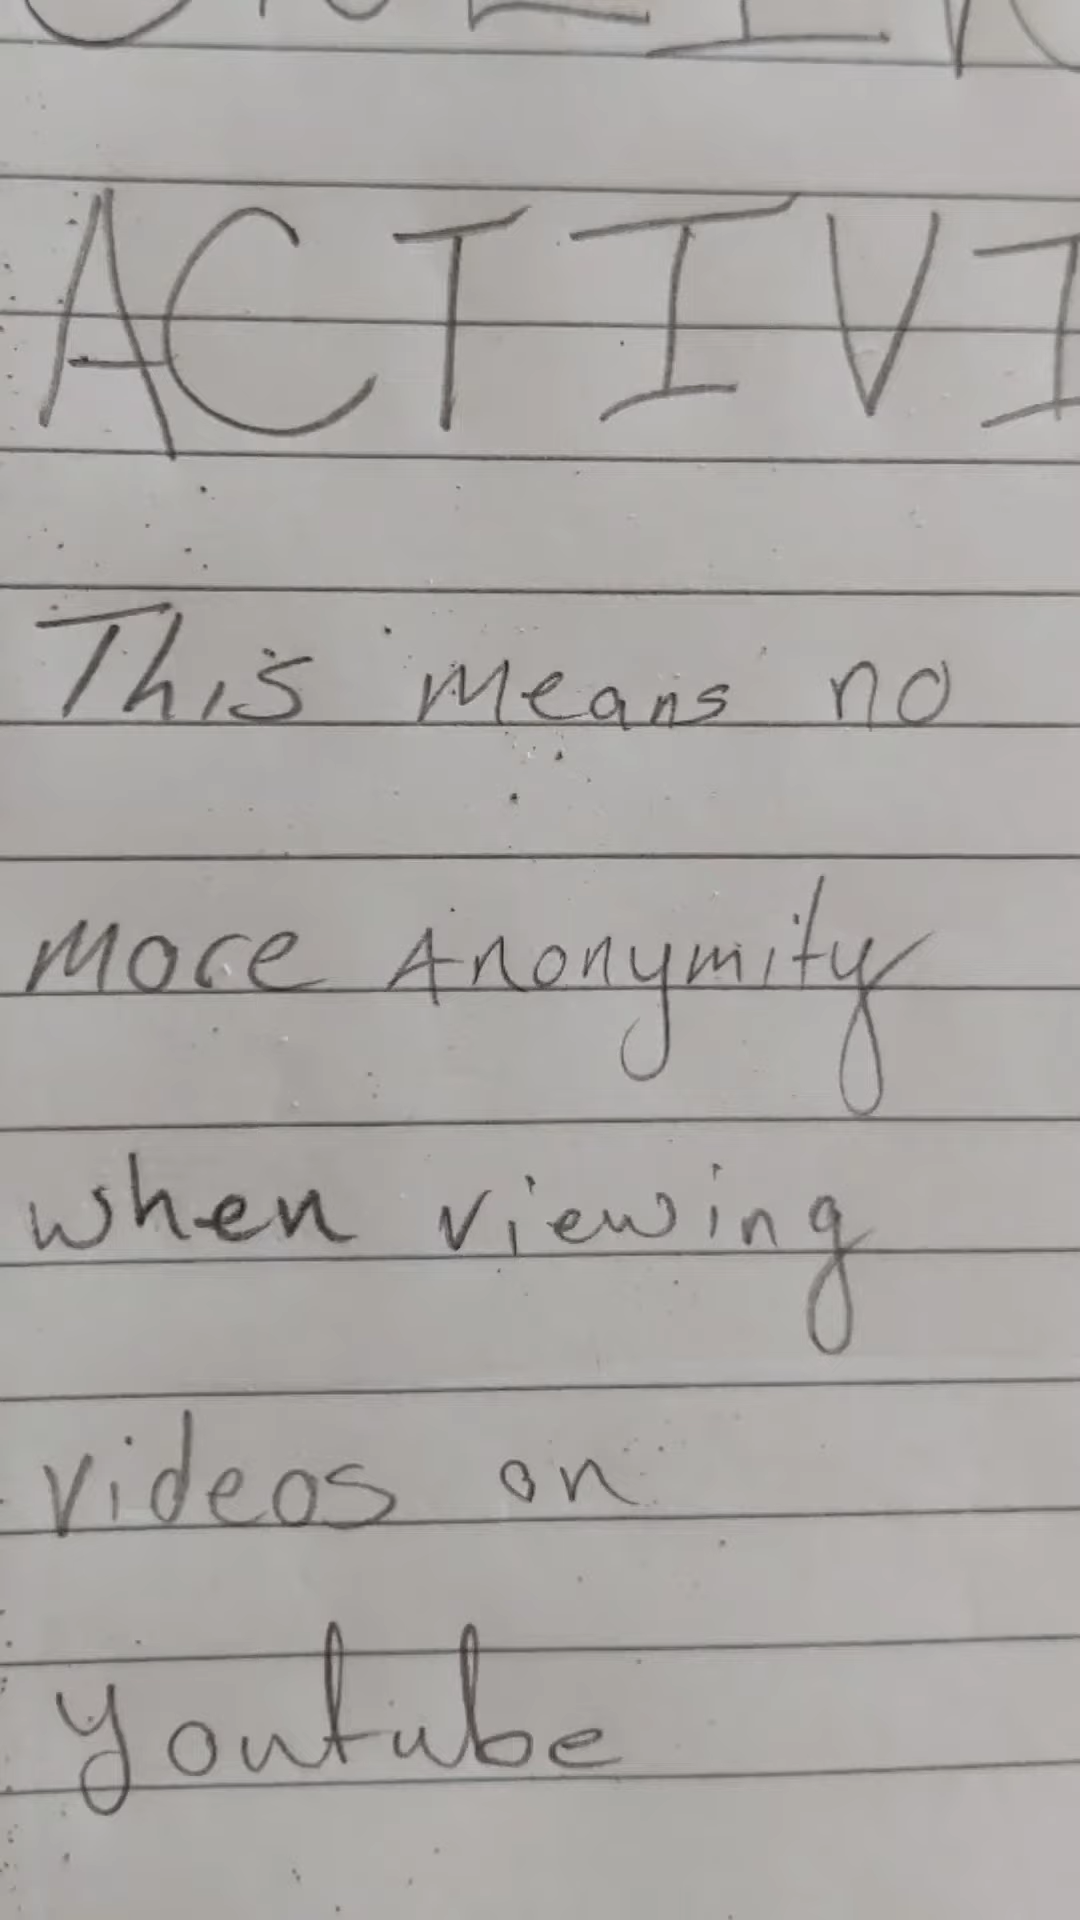 ACTIVI
This means no
more Anonymity
when viewing
videos on
youtube